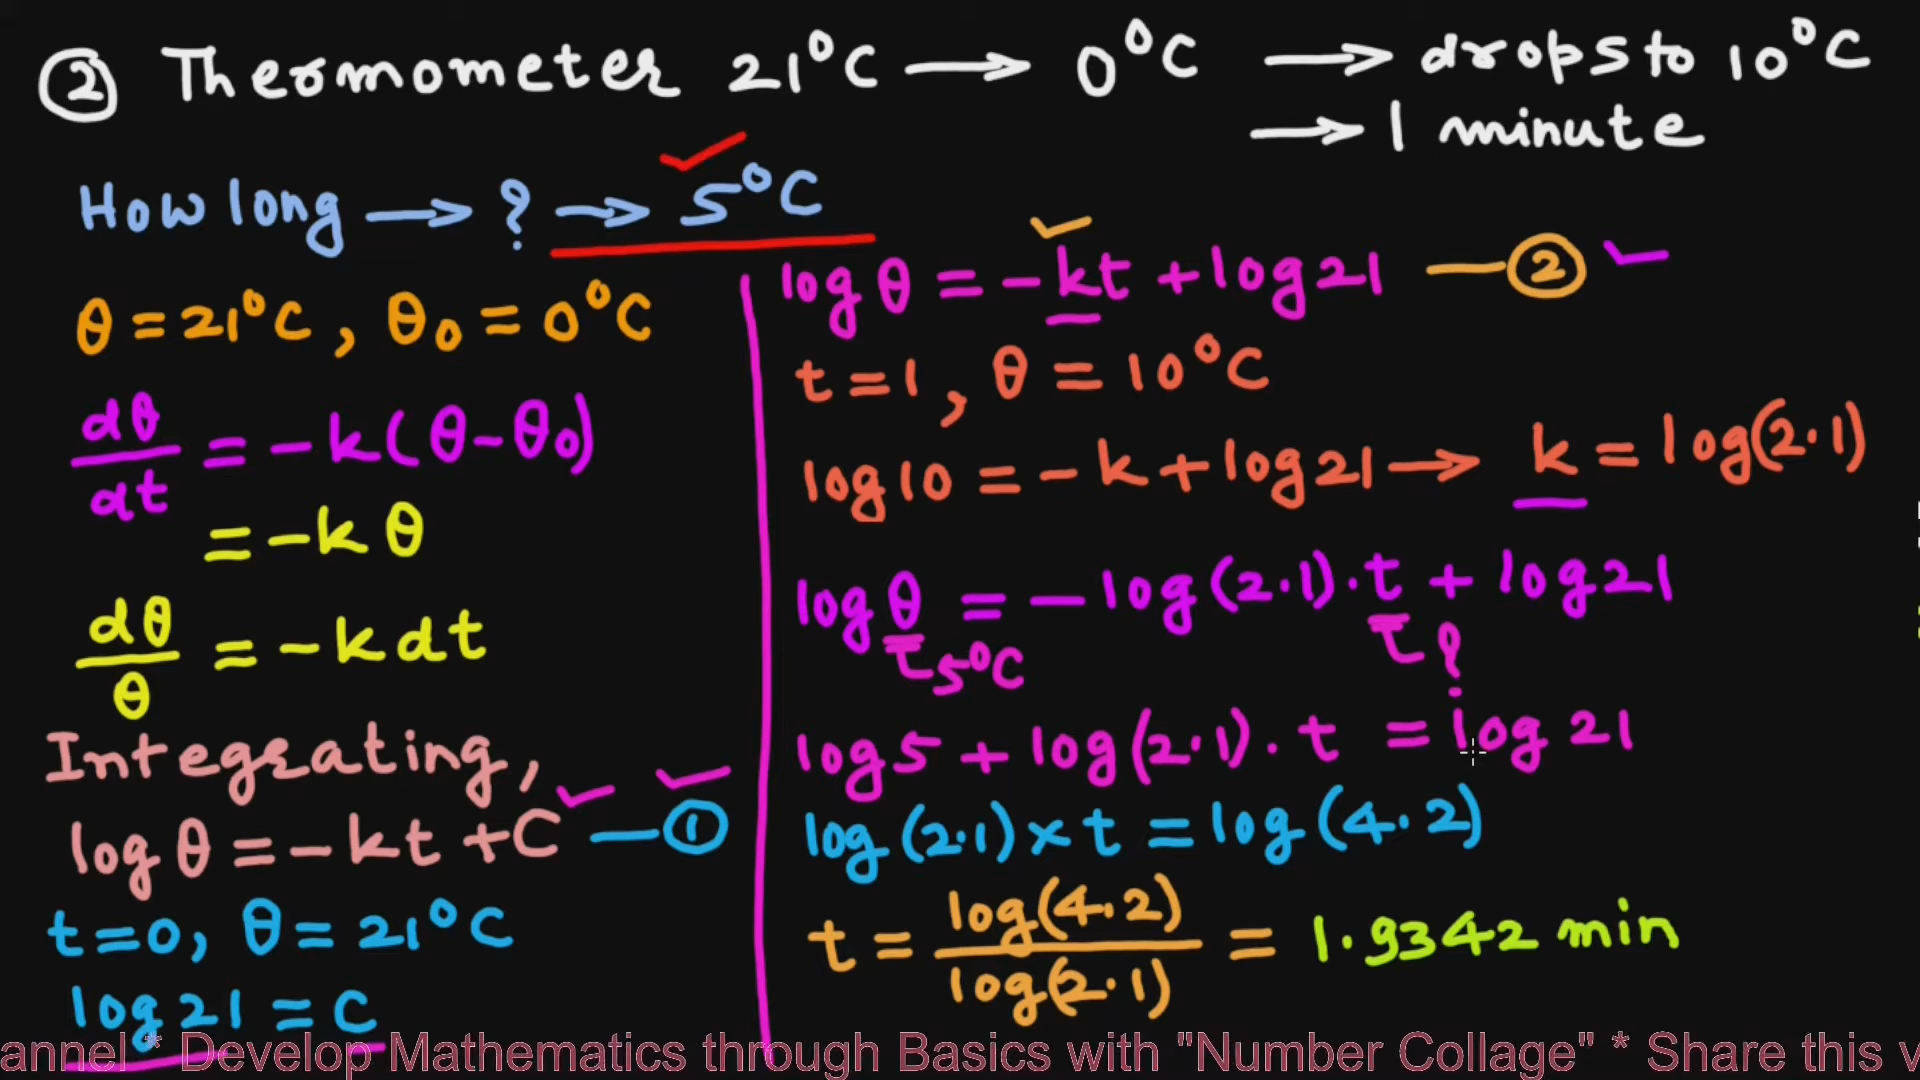 ② Thermometer 21°C → 0°C → drops to 10°C
→ 1 minute
How long → ? → 5°C
θ = 21°C, θ₀ = 0°C
dθ/dt = -k(θ-θ₀)
= -kθ
dθ/θ = -k dt
Integrating,
log θ = -kt + C — ①
t=0, θ = 21°C
log 21 = C
log θ = -kt + log 21 — ②
t = 1, θ = 10°C
log 10 = -k + log 21 → k = log(2.1)
log θ = -log(2.1).t + log 21
5°C ?
log 5 + log(2.1).t = log 21
log(2.1) × t = log(4.2)
t = log(4.2)/log(2.1) = 1.9342 min
annel * Develop Mathematics through Basics with "Number Collage" * Share this v